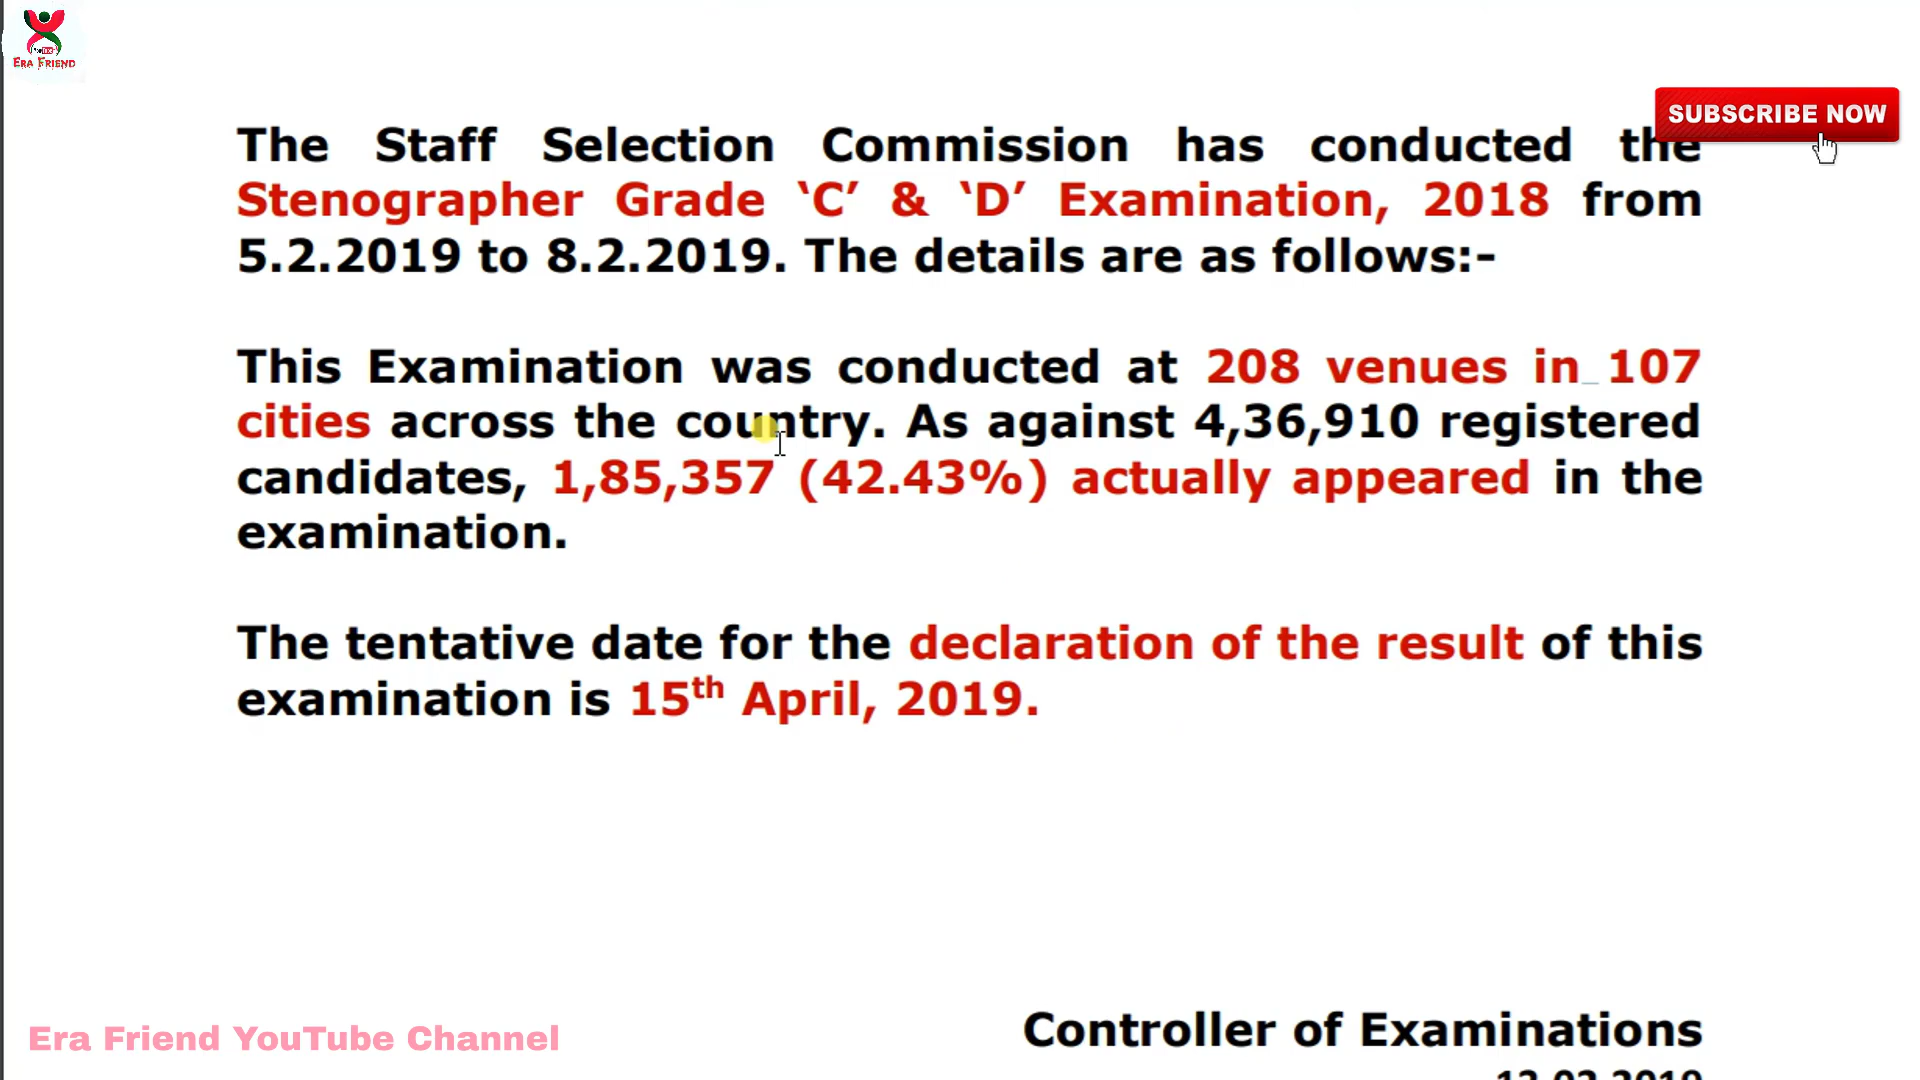 ERA FRIEND
SUBSCRIBE NOW
The Staff Selection Commission has conducted the
Stenographer Grade ‘C’ & ‘D’ Examination, 2018 from
5.2.2019 to 8.2.2019. The details are as follows:-
This Examination was conducted at 208 venues in 107
cities across the country. As against 4,36,910 registered
candidates, 1,85,357 (42.43%) actually appeared in the
examination.
The tentative date for the declaration of the result of this
examination is 15th April, 2019.
Controller of Examinations
Era Friend YouTube Channel